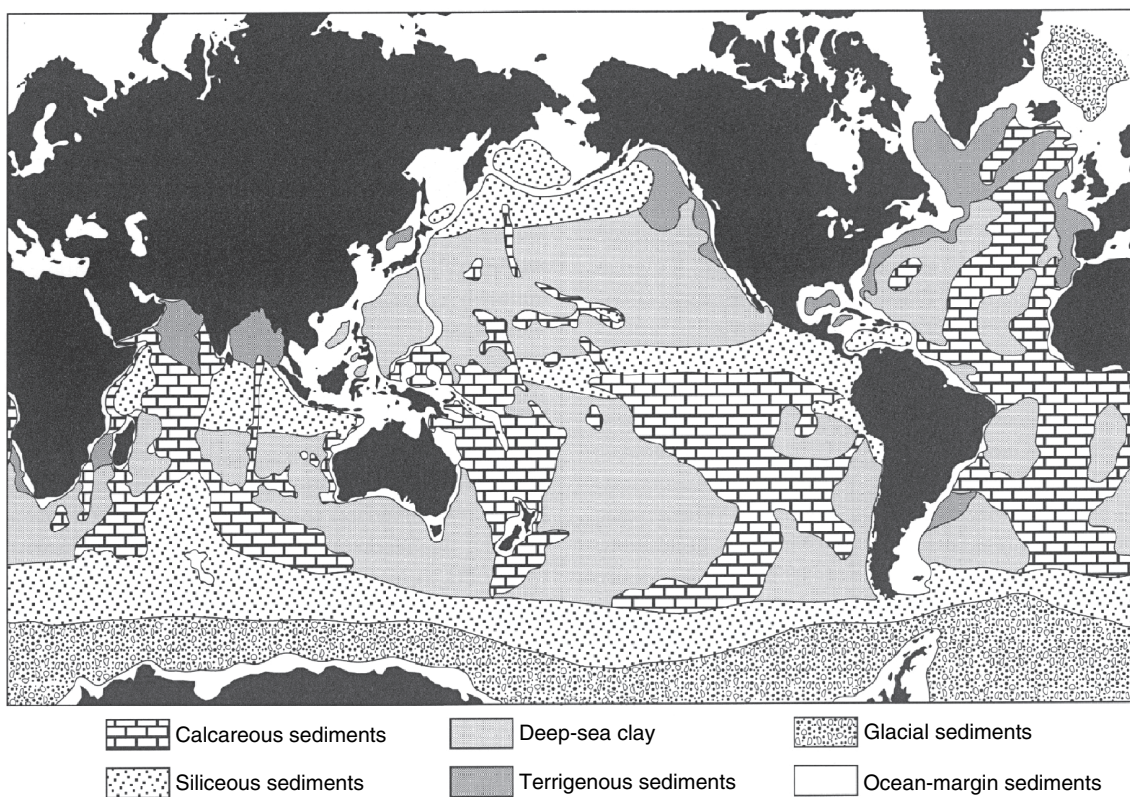 Calcareous sediments
Deep-sea clay
Glacial sediments
Siliceous sediments
Terrigenous sediments
Ocean-margin sediments